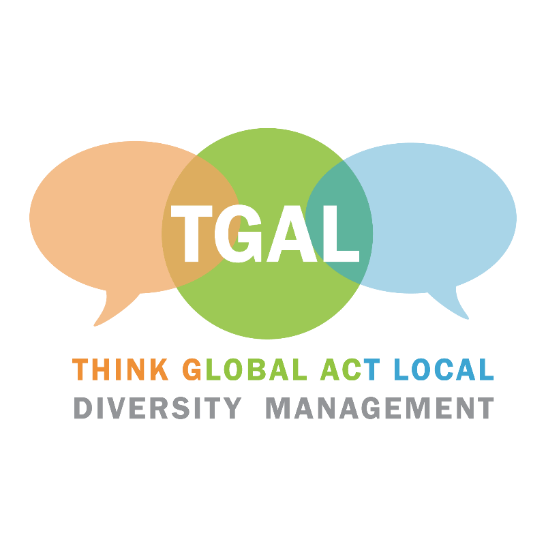 TGAL
THINK GLOBAL ACT LOCAL
DIVERSITY MANAGEMENT